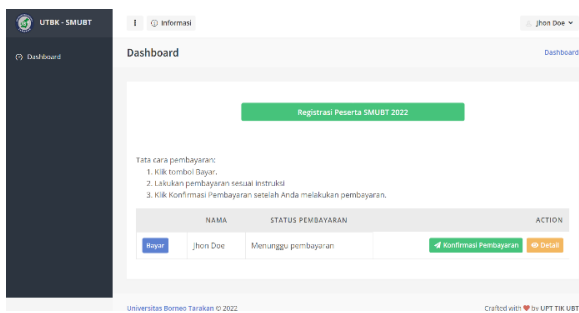 UTBK - SMUBT
Informasi
Jhon Doe
Dashboard
Dashboard
Dashboard
Registrasi Peserta SMUBT 2022
Tata cara pembayaran:
1. Klik tombol Bayar.
2. Lakukan pembayaran sesuai instruksi
3. Klik Konfirmasi Pembayaran setelah Anda melakukan pembayaran.
NAMA STATUS PEMBAYARAN ACTION
Bayar Jhon Doe Menunggu pembayaran Konfirmasi Pembayaran Detail
Universitas Borneo Tarakan © 2022 Crafted with ❤ by UPT TIK UBT